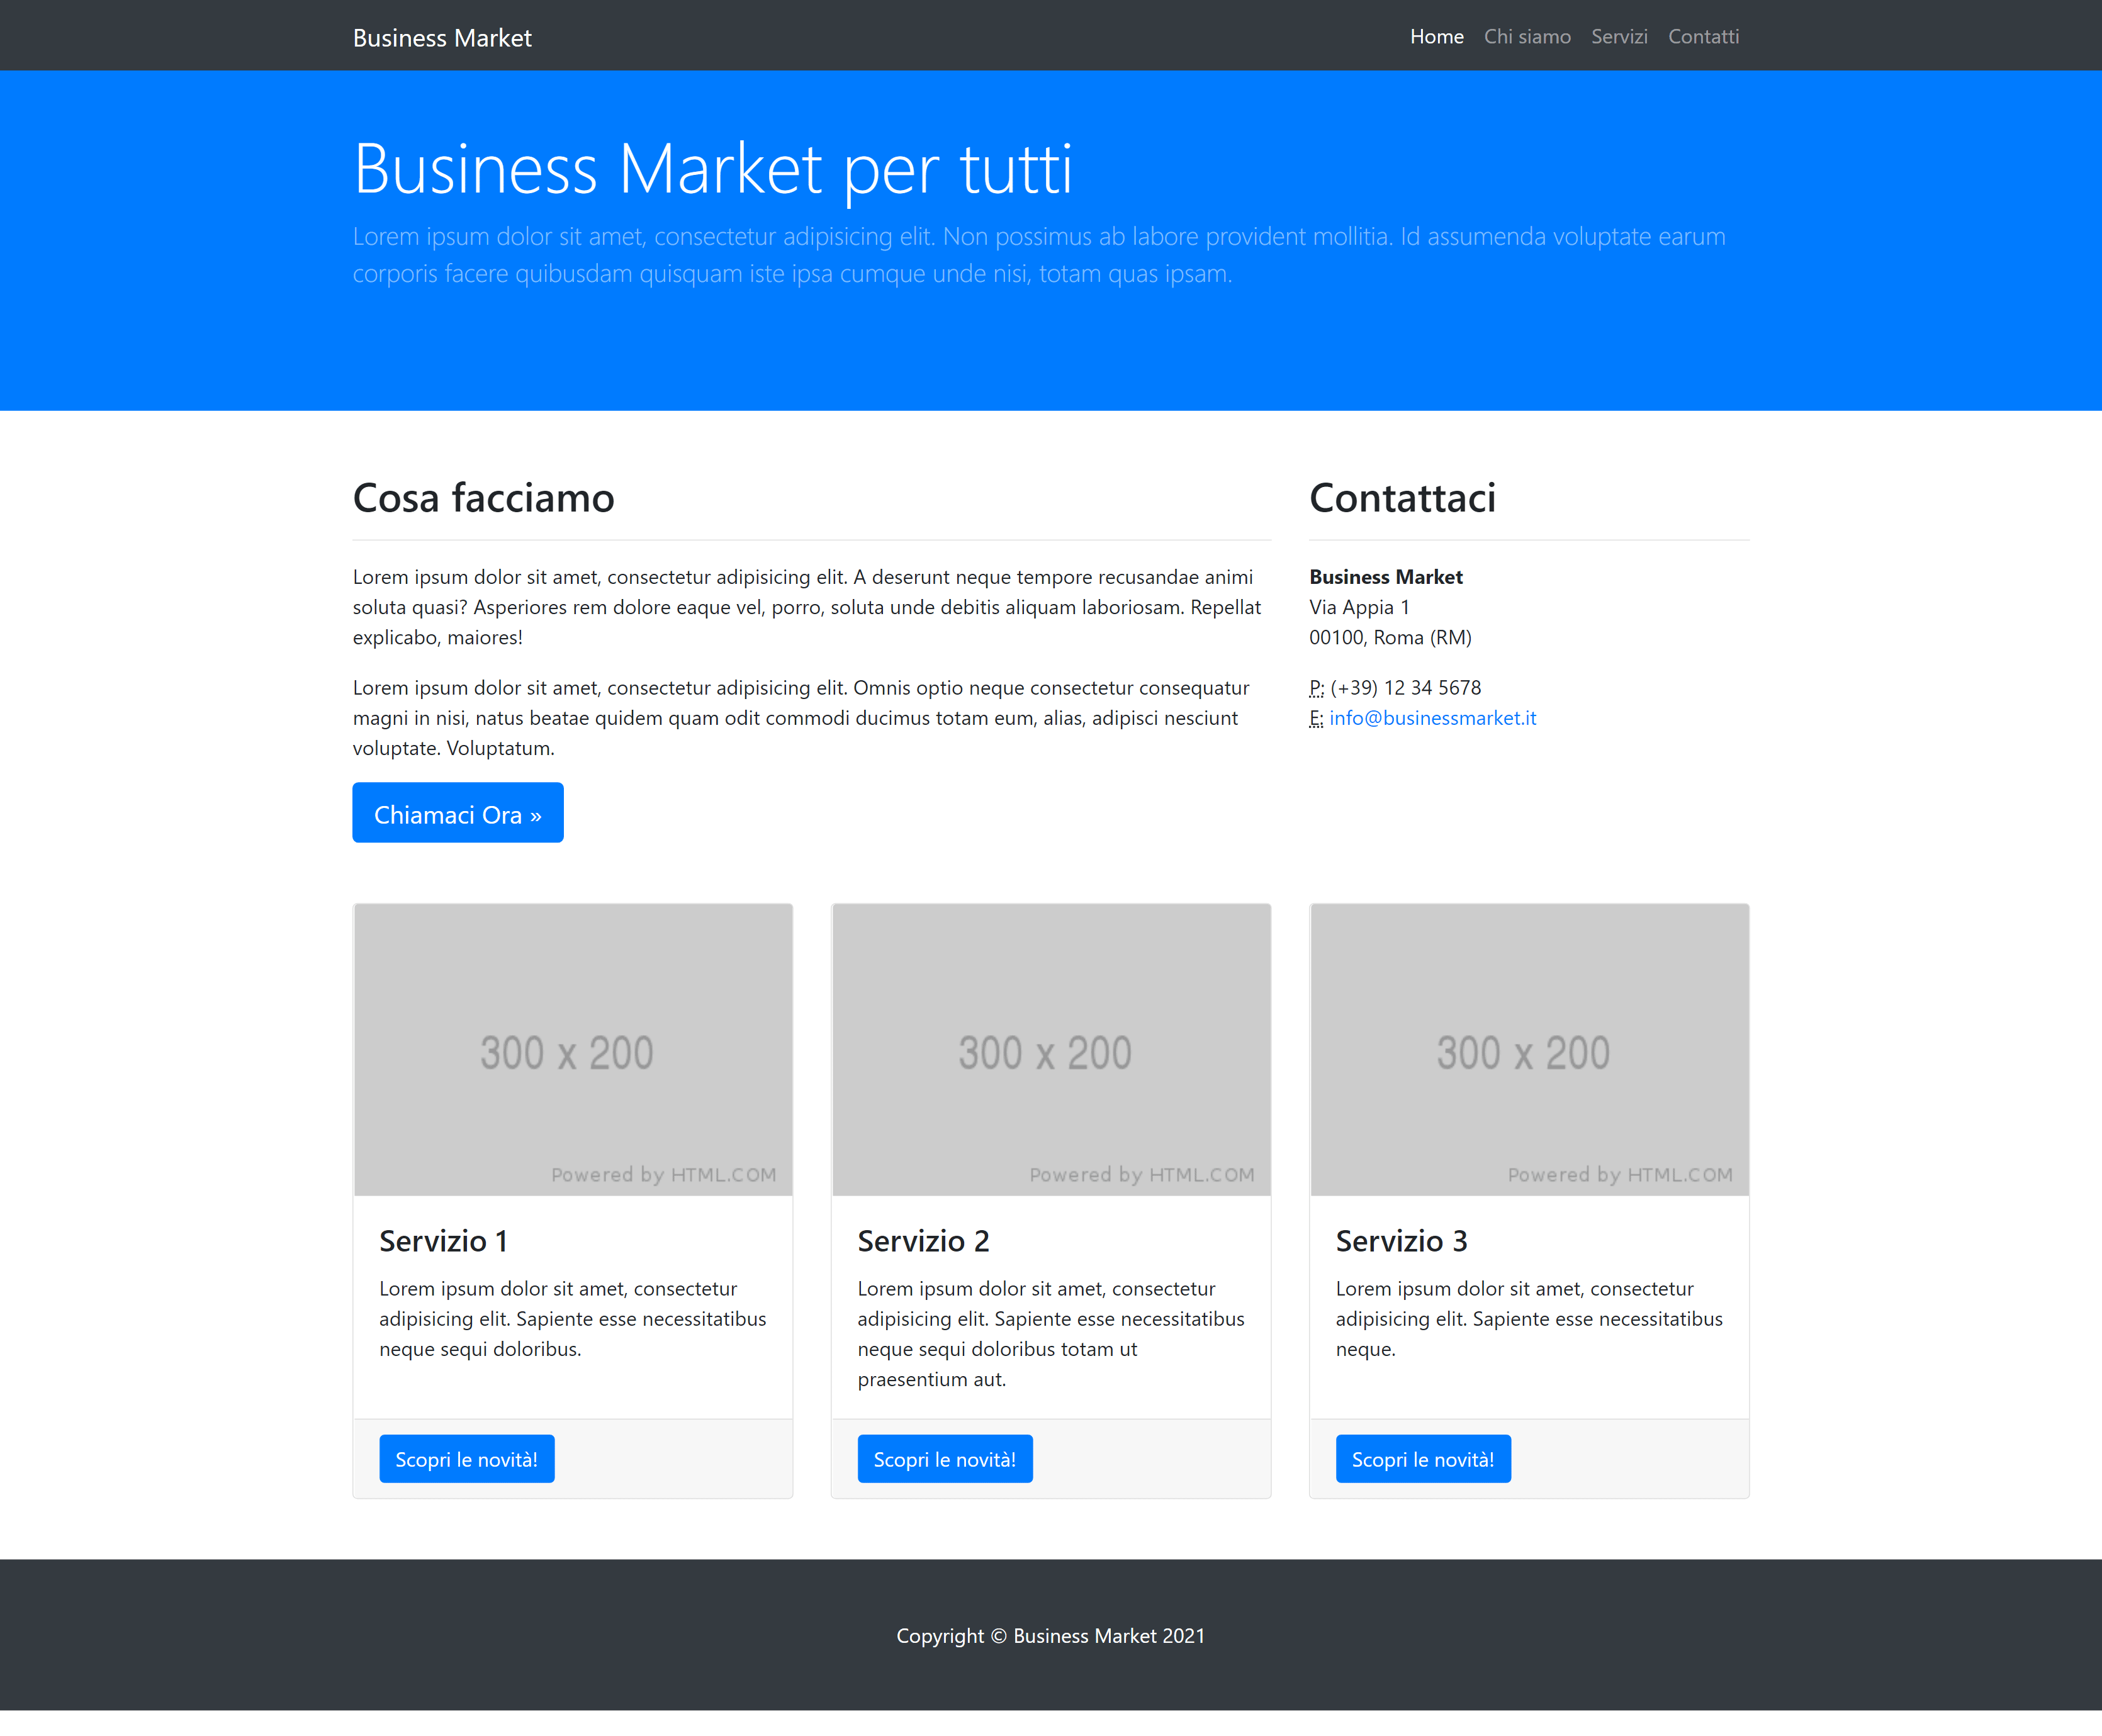 Business Market
Home Chi siamo Servizi Contatti
Business Market per tutti
Lorem ipsum dolor sit amet, consectetur adipisicing elit. Non possimus ab labore provident mollitia. Id assumenda voluptate earum
corporis facere quibusdam quisquam iste ipsa cumque unde nisi, totam quas ipsam.
Cosa facciamo
Lorem ipsum dolor sit amet, consectetur adipisicing elit. A deserunt neque tempore recusandae animi
soluta quasi? Asperiores rem dolore eaque vel, porro, soluta unde debitis aliquam laboriosam. Repellat
explicabo, maiores!
Lorem ipsum dolor sit amet, consectetur adipisicing elit. Omnis optio neque consectetur consequatur
magni in nisi, natus beatae quidem quam odit commodi ducimus totam eum, alias, adipisci nesciunt
voluptate. Voluptatum.
Chiamaci Ora »
Contattaci
Business Market
Via Appia 1
00100, Roma (RM)
P: (+39) 12 34 5678
E: info@businessmarket.it
300 x 200
Powered by HTML.COM
Servizio 1
Lorem ipsum dolor sit amet, consectetur
adipisicing elit. Sapiente esse necessitatibus
neque sequi doloribus.
Scopri le novità!
300 x 200
Powered by HTML.COM
Servizio 2
Lorem ipsum dolor sit amet, consectetur
adipisicing elit. Sapiente esse necessitatibus
neque sequi doloribus totam ut
praesentium aut.
Scopri le novità!
300 x 200
Powered by HTML.COM
Servizio 3
Lorem ipsum dolor sit amet, consectetur
adipisicing elit. Sapiente esse necessitatibus
neque.
Scopri le novità!
Copyright © Business Market 2021